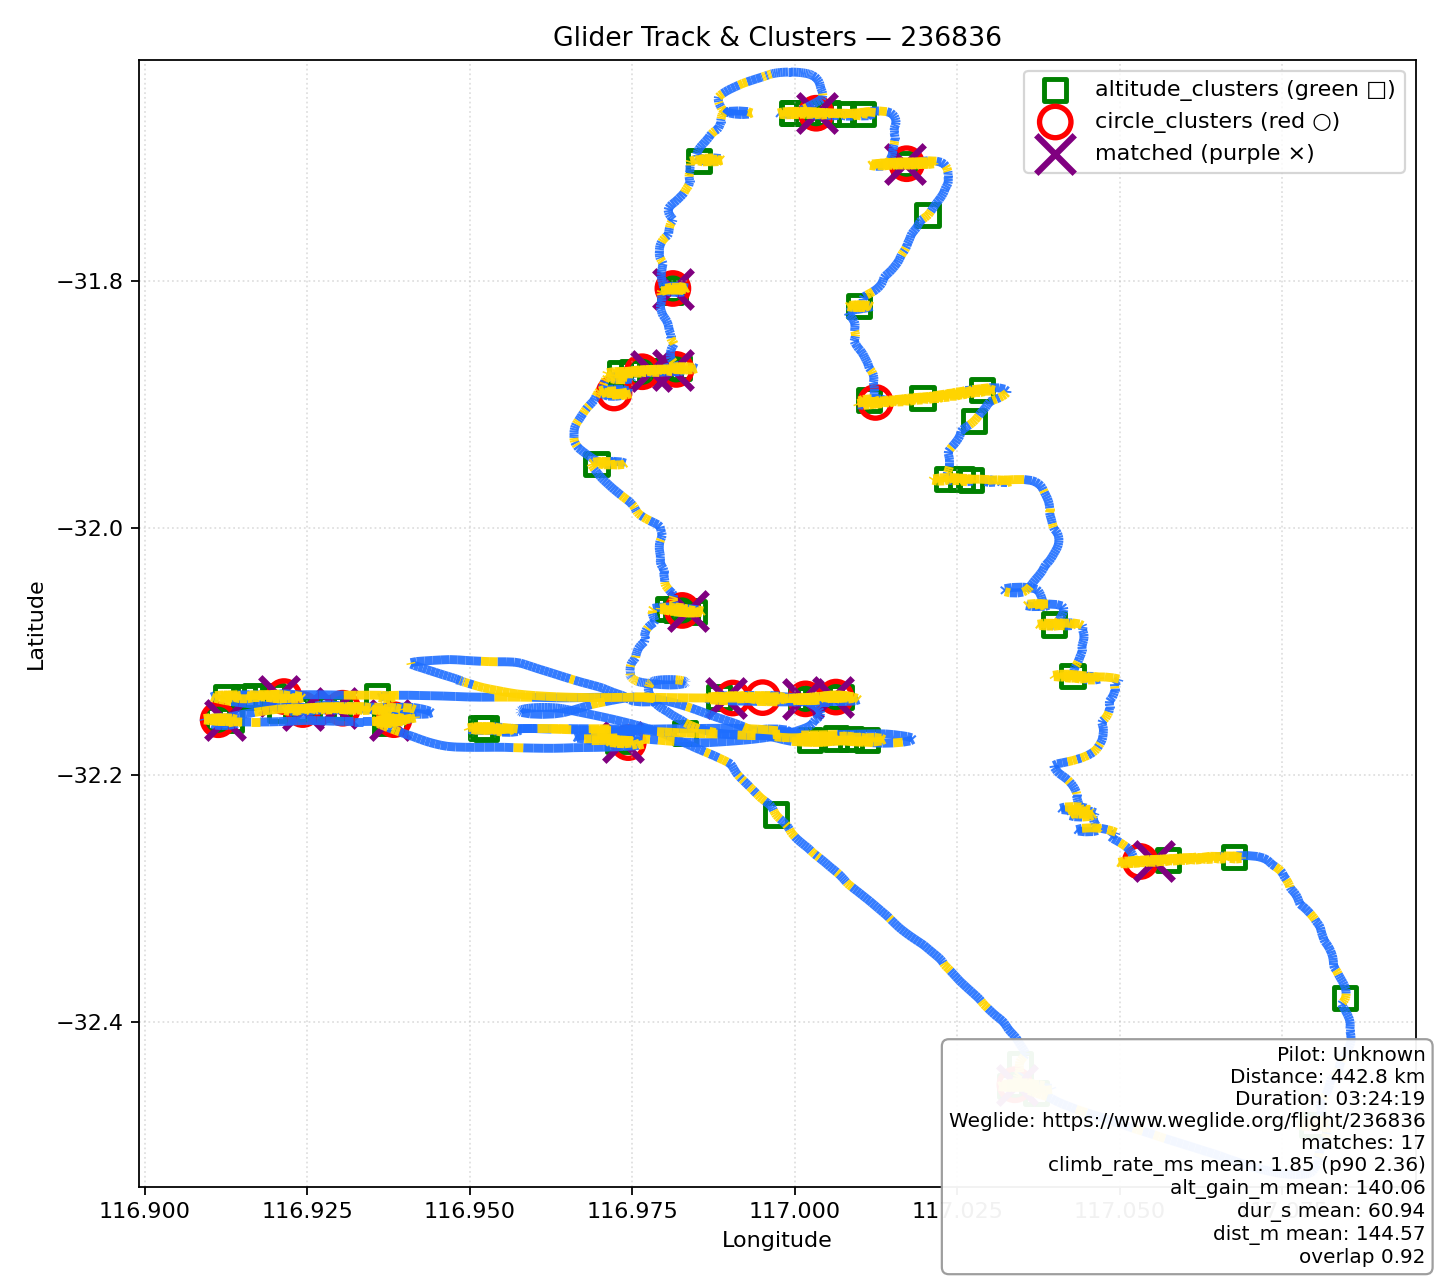 Glider Track & Clusters — 236836
altitude_clusters (green □)
circle_clusters (red ○)
matched (purple ×)
Latitude
−31.8
−32.0
−32.2
−32.4
Pilot: Unknown
Distance: 442.8 km
Duration: 03:24:19
Weglide: https://www.weglide.org/flight/236836
matches: 17
climb_rate_ms mean: 1.85 (p90 2.36)
alt_gain_m mean: 140.06
dur_s mean: 60.94
dist_m mean: 144.57
overlap 0.92
116.900 116.925 116.950 116.975 117.000 117.025 117.050
Longitude